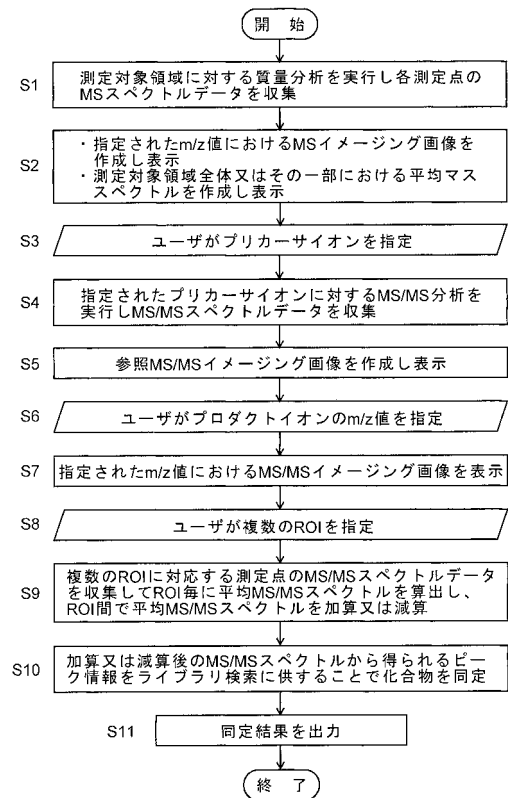 開 始
S1
測定対象領域に対する質量分析を実行し各測定点の
MSスペクトルデータを収集
S2
・指定されたm/z値におけるMSイメージング画像を
作成し表示
・測定対象領域全体又はその一部における平均マス
スペクトルを作成し表示
S3
ユーザがプリカーサイオンを指定
S4
指定されたプリカーサイオンに対するMS/MS分析を
実行しMS/MSスペクトルデータを収集
S5
参照MS/MSイメージング画像を作成し表示
S6
ユーザがプロダクトイオンのm/z値を指定
S7
指定されたm/z値におけるMS/MSイメージング画像を表示
S8
ユーザが複数のROIを指定
S9
複数のROIに対応する測定点のMS/MSスペクトルデータ
を収集してROI毎に平均MS/MSスペクトルを算出し、
ROI間で平均MS/MSスペクトルを加算又は減算
S10
加算又は減算後のMS/MSスペクトルから得られるピー
ク情報をライブラリ検索に供することで化合物を同定
S11
同定結果を出力
終 了